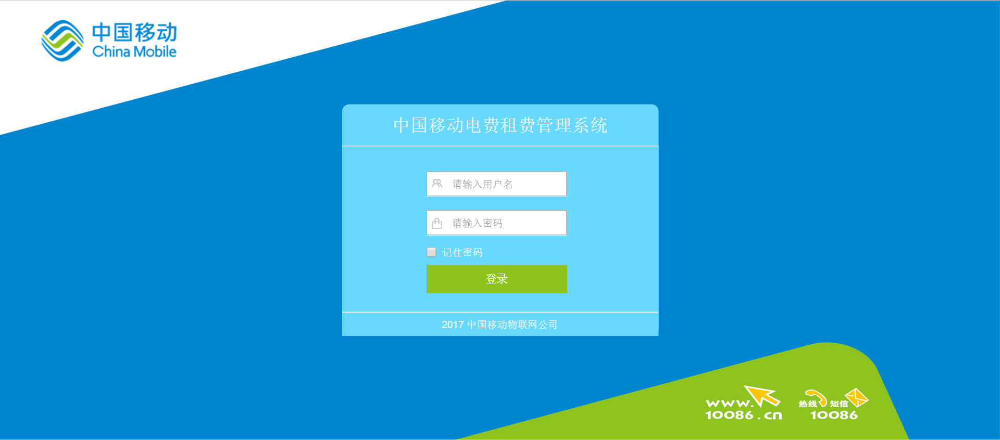 中国移动
China Mobile
中国移动电费租费管理系统
请输入用户名
请输入密码
记住密码
登录
2017 中国移动物联网公司
www.
10086.cn
热线 短信
10086